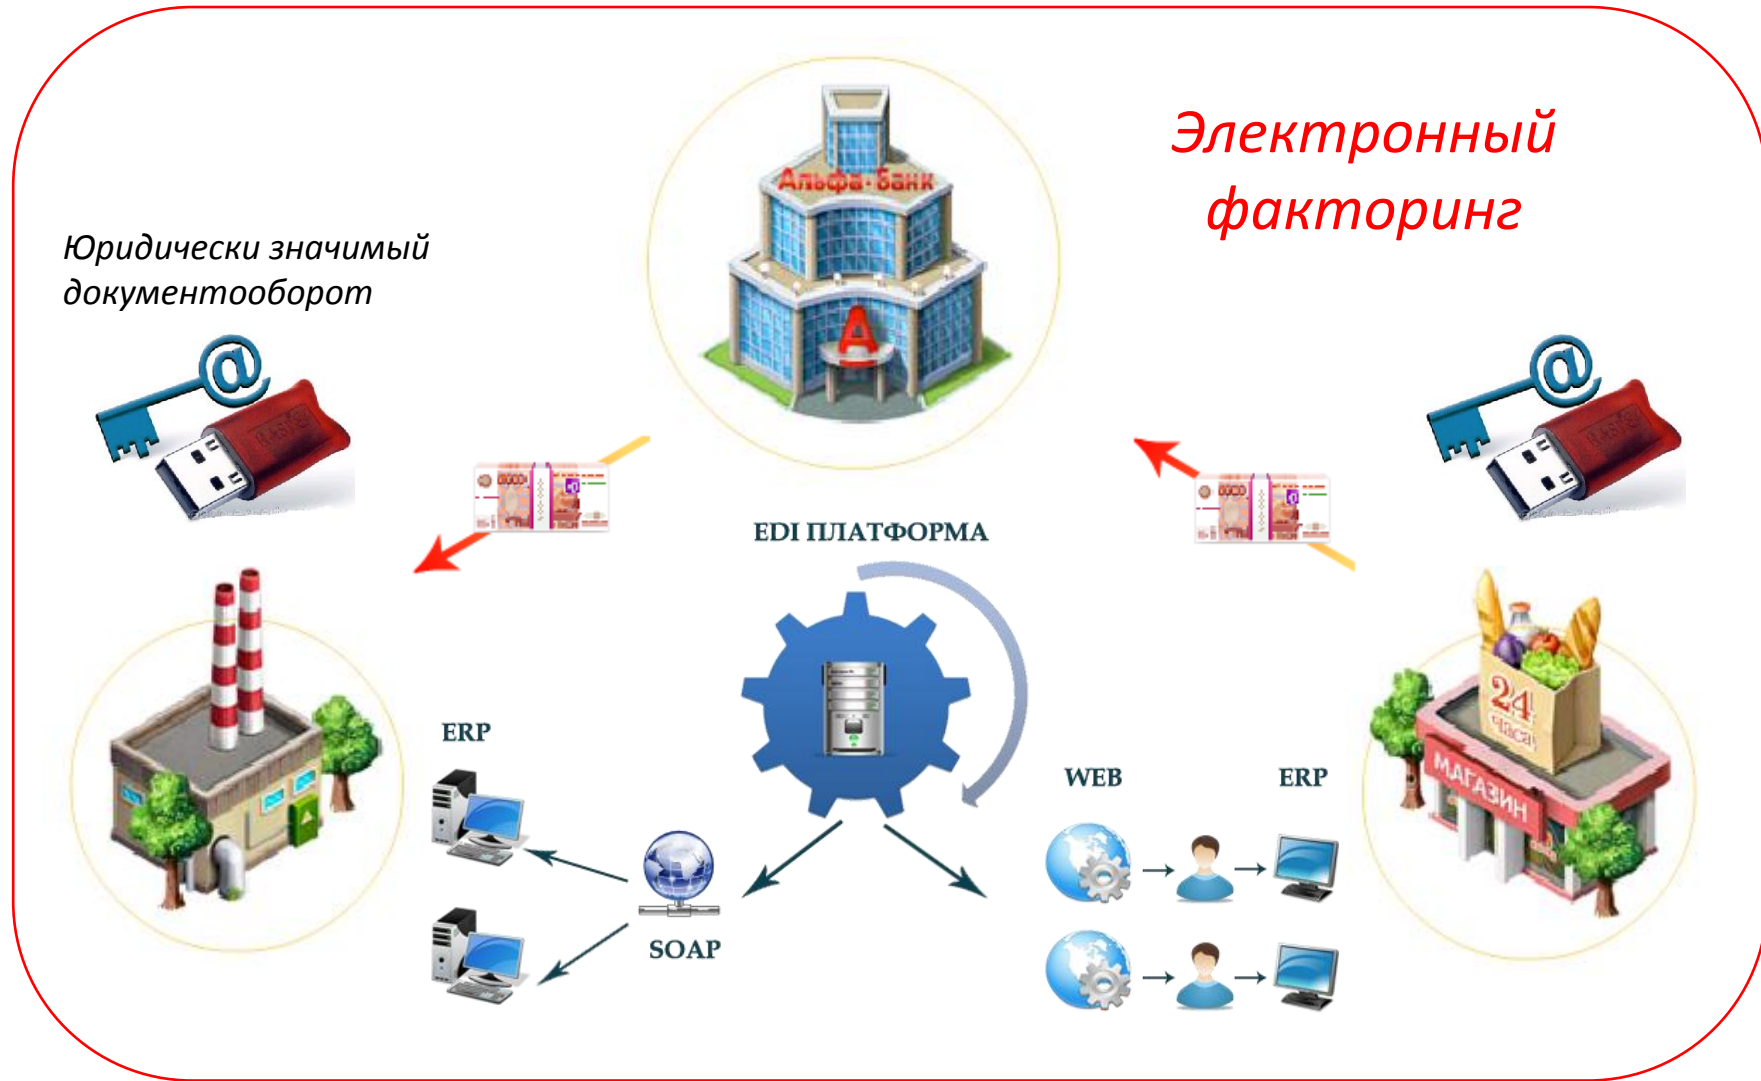 Электронный
факторинг
Юридически значимый
документооборот
Альфа·Банк
А
EDI ПЛАТФОРМА
24
часа
МАГАЗИН
ERP
SOAP
WEB
ERP